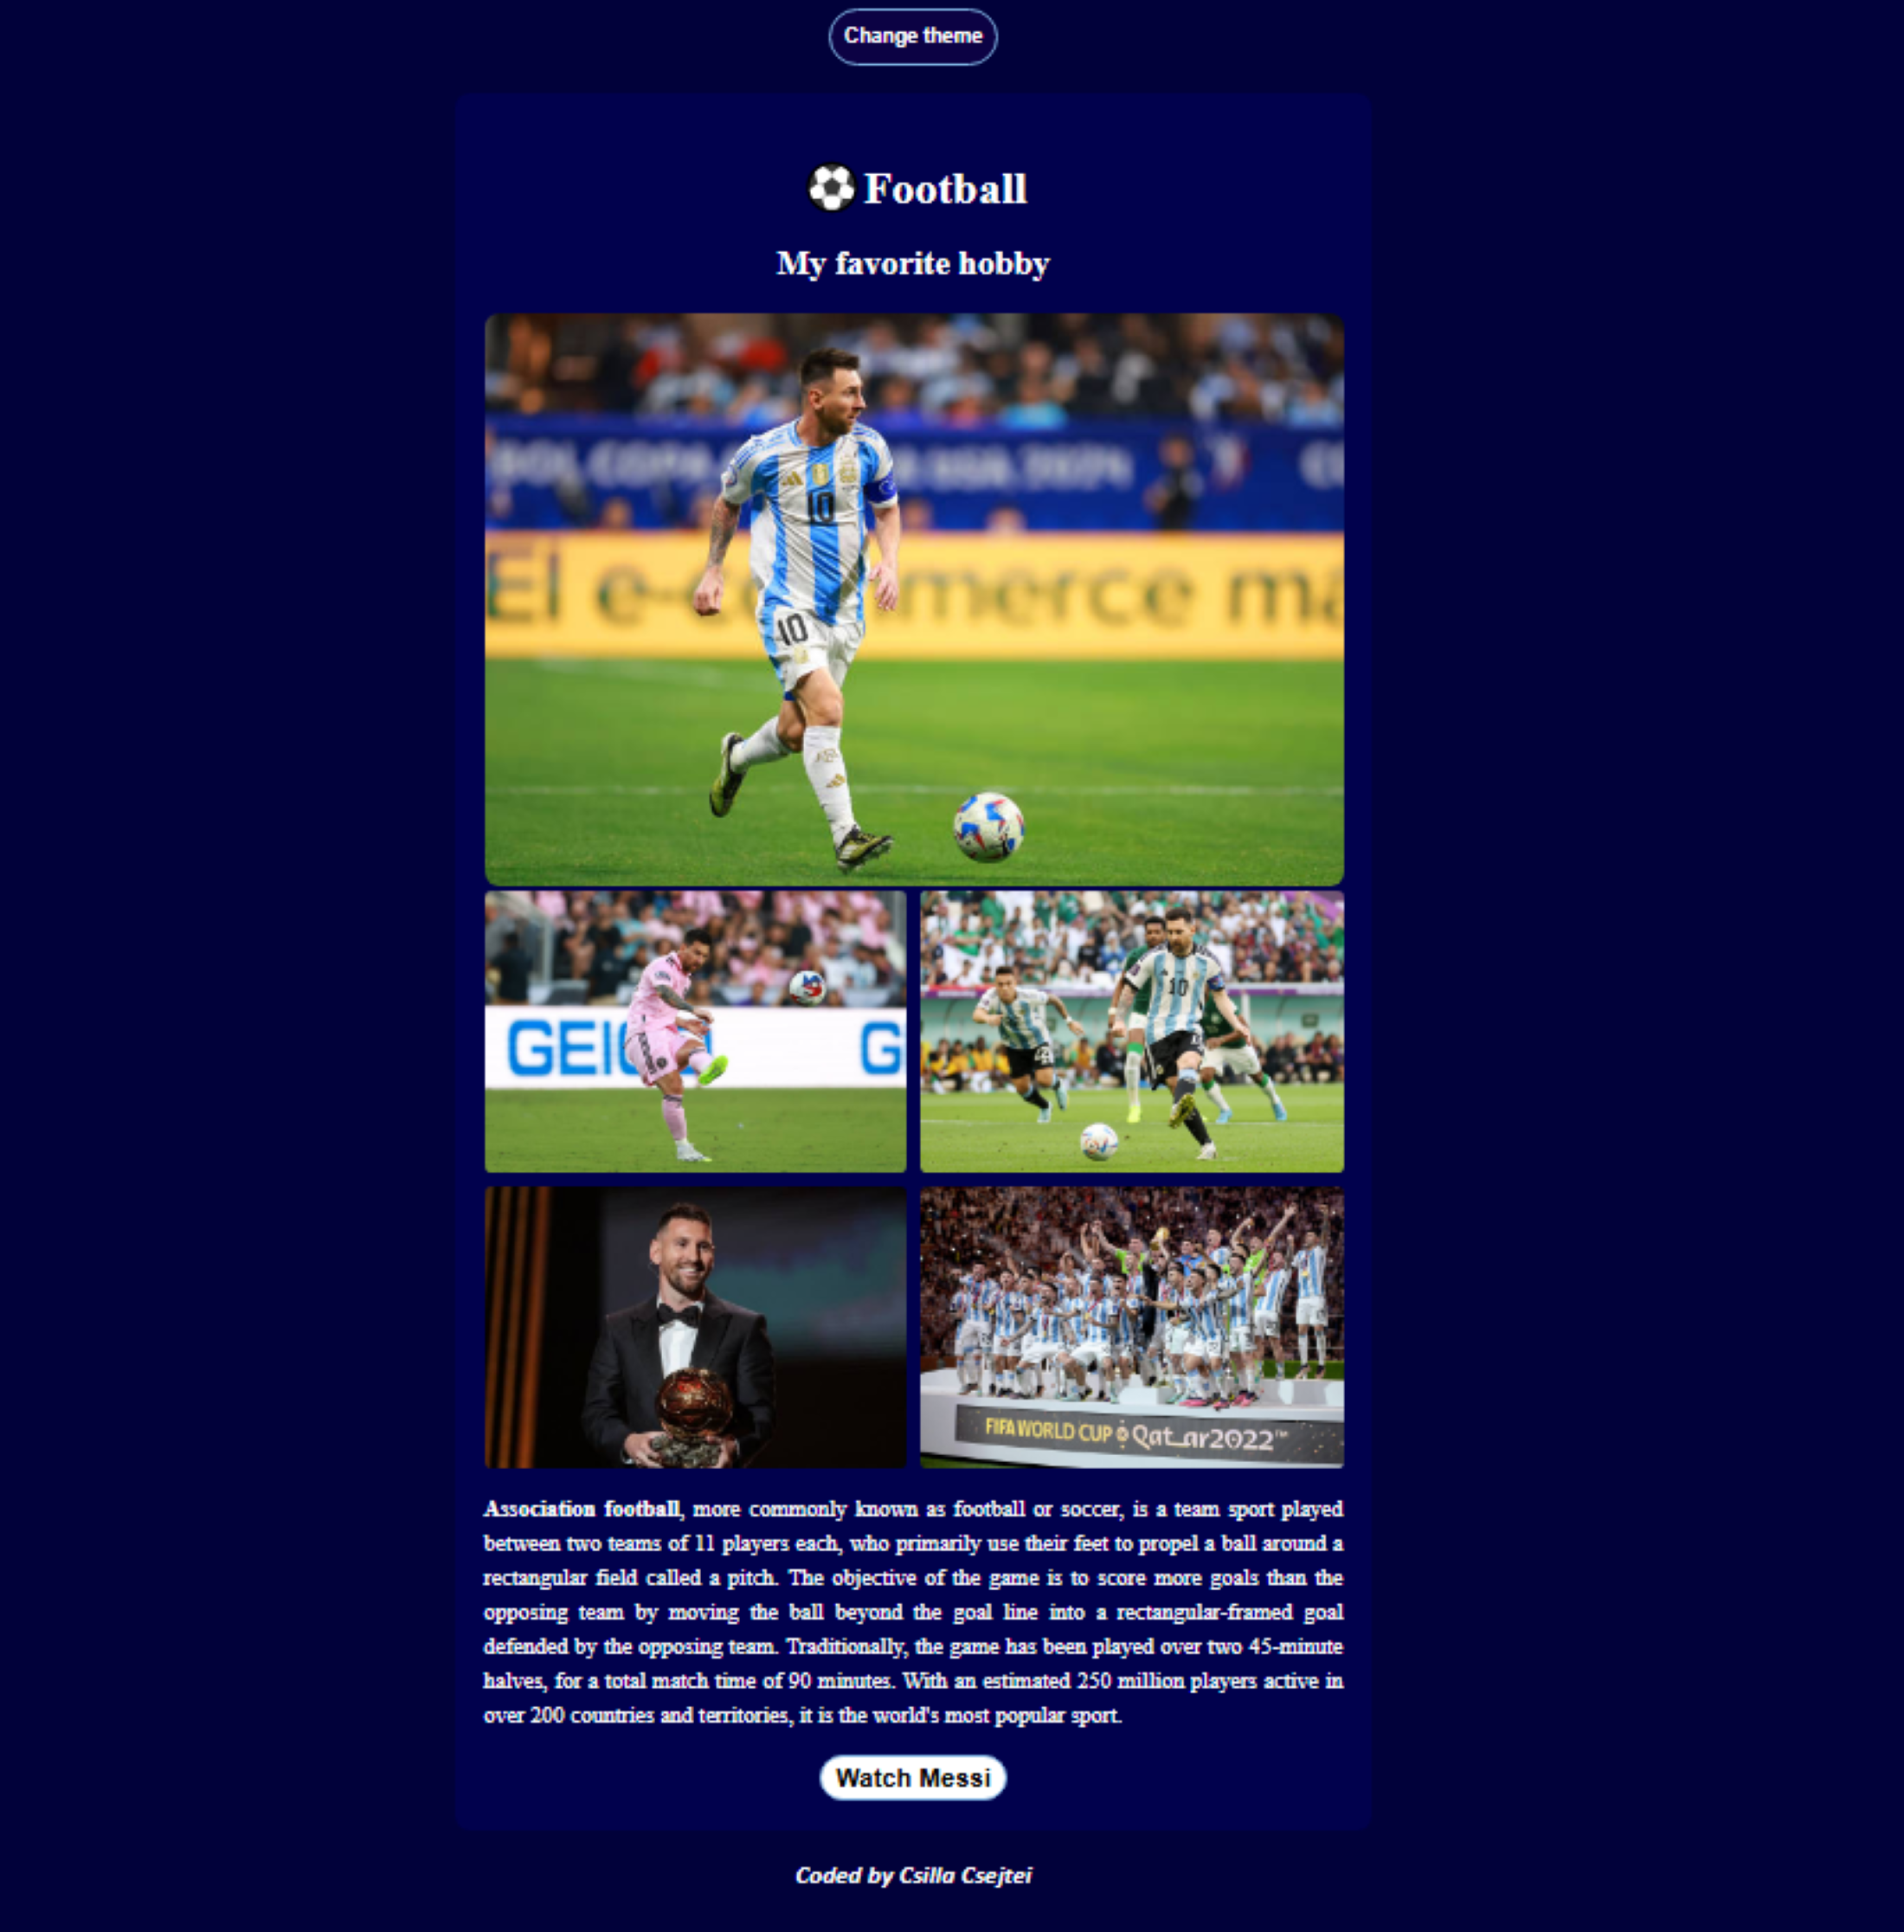 Change theme
Football
My favorite hobby
10
10
El e-co merce ma
GEIC G
10
FIFA WORLD CUP Qatar2022™
Association football, more commonly known as football or soccer, is a team sport played
between two teams of 11 players each, who primarily use their feet to propel a ball around a
rectangular field called a pitch. The objective of the game is to score more goals than the
opposing team by moving the ball beyond the goal line into a rectangular-framed goal
defended by the opposing team. Traditionally, the game has been played over two 45-minute
halves, for a total match time of 90 minutes. With an estimated 250 million players active in
over 200 countries and territories, it is the world's most popular sport.
Watch Messi
Coded by Csilla Csejtei